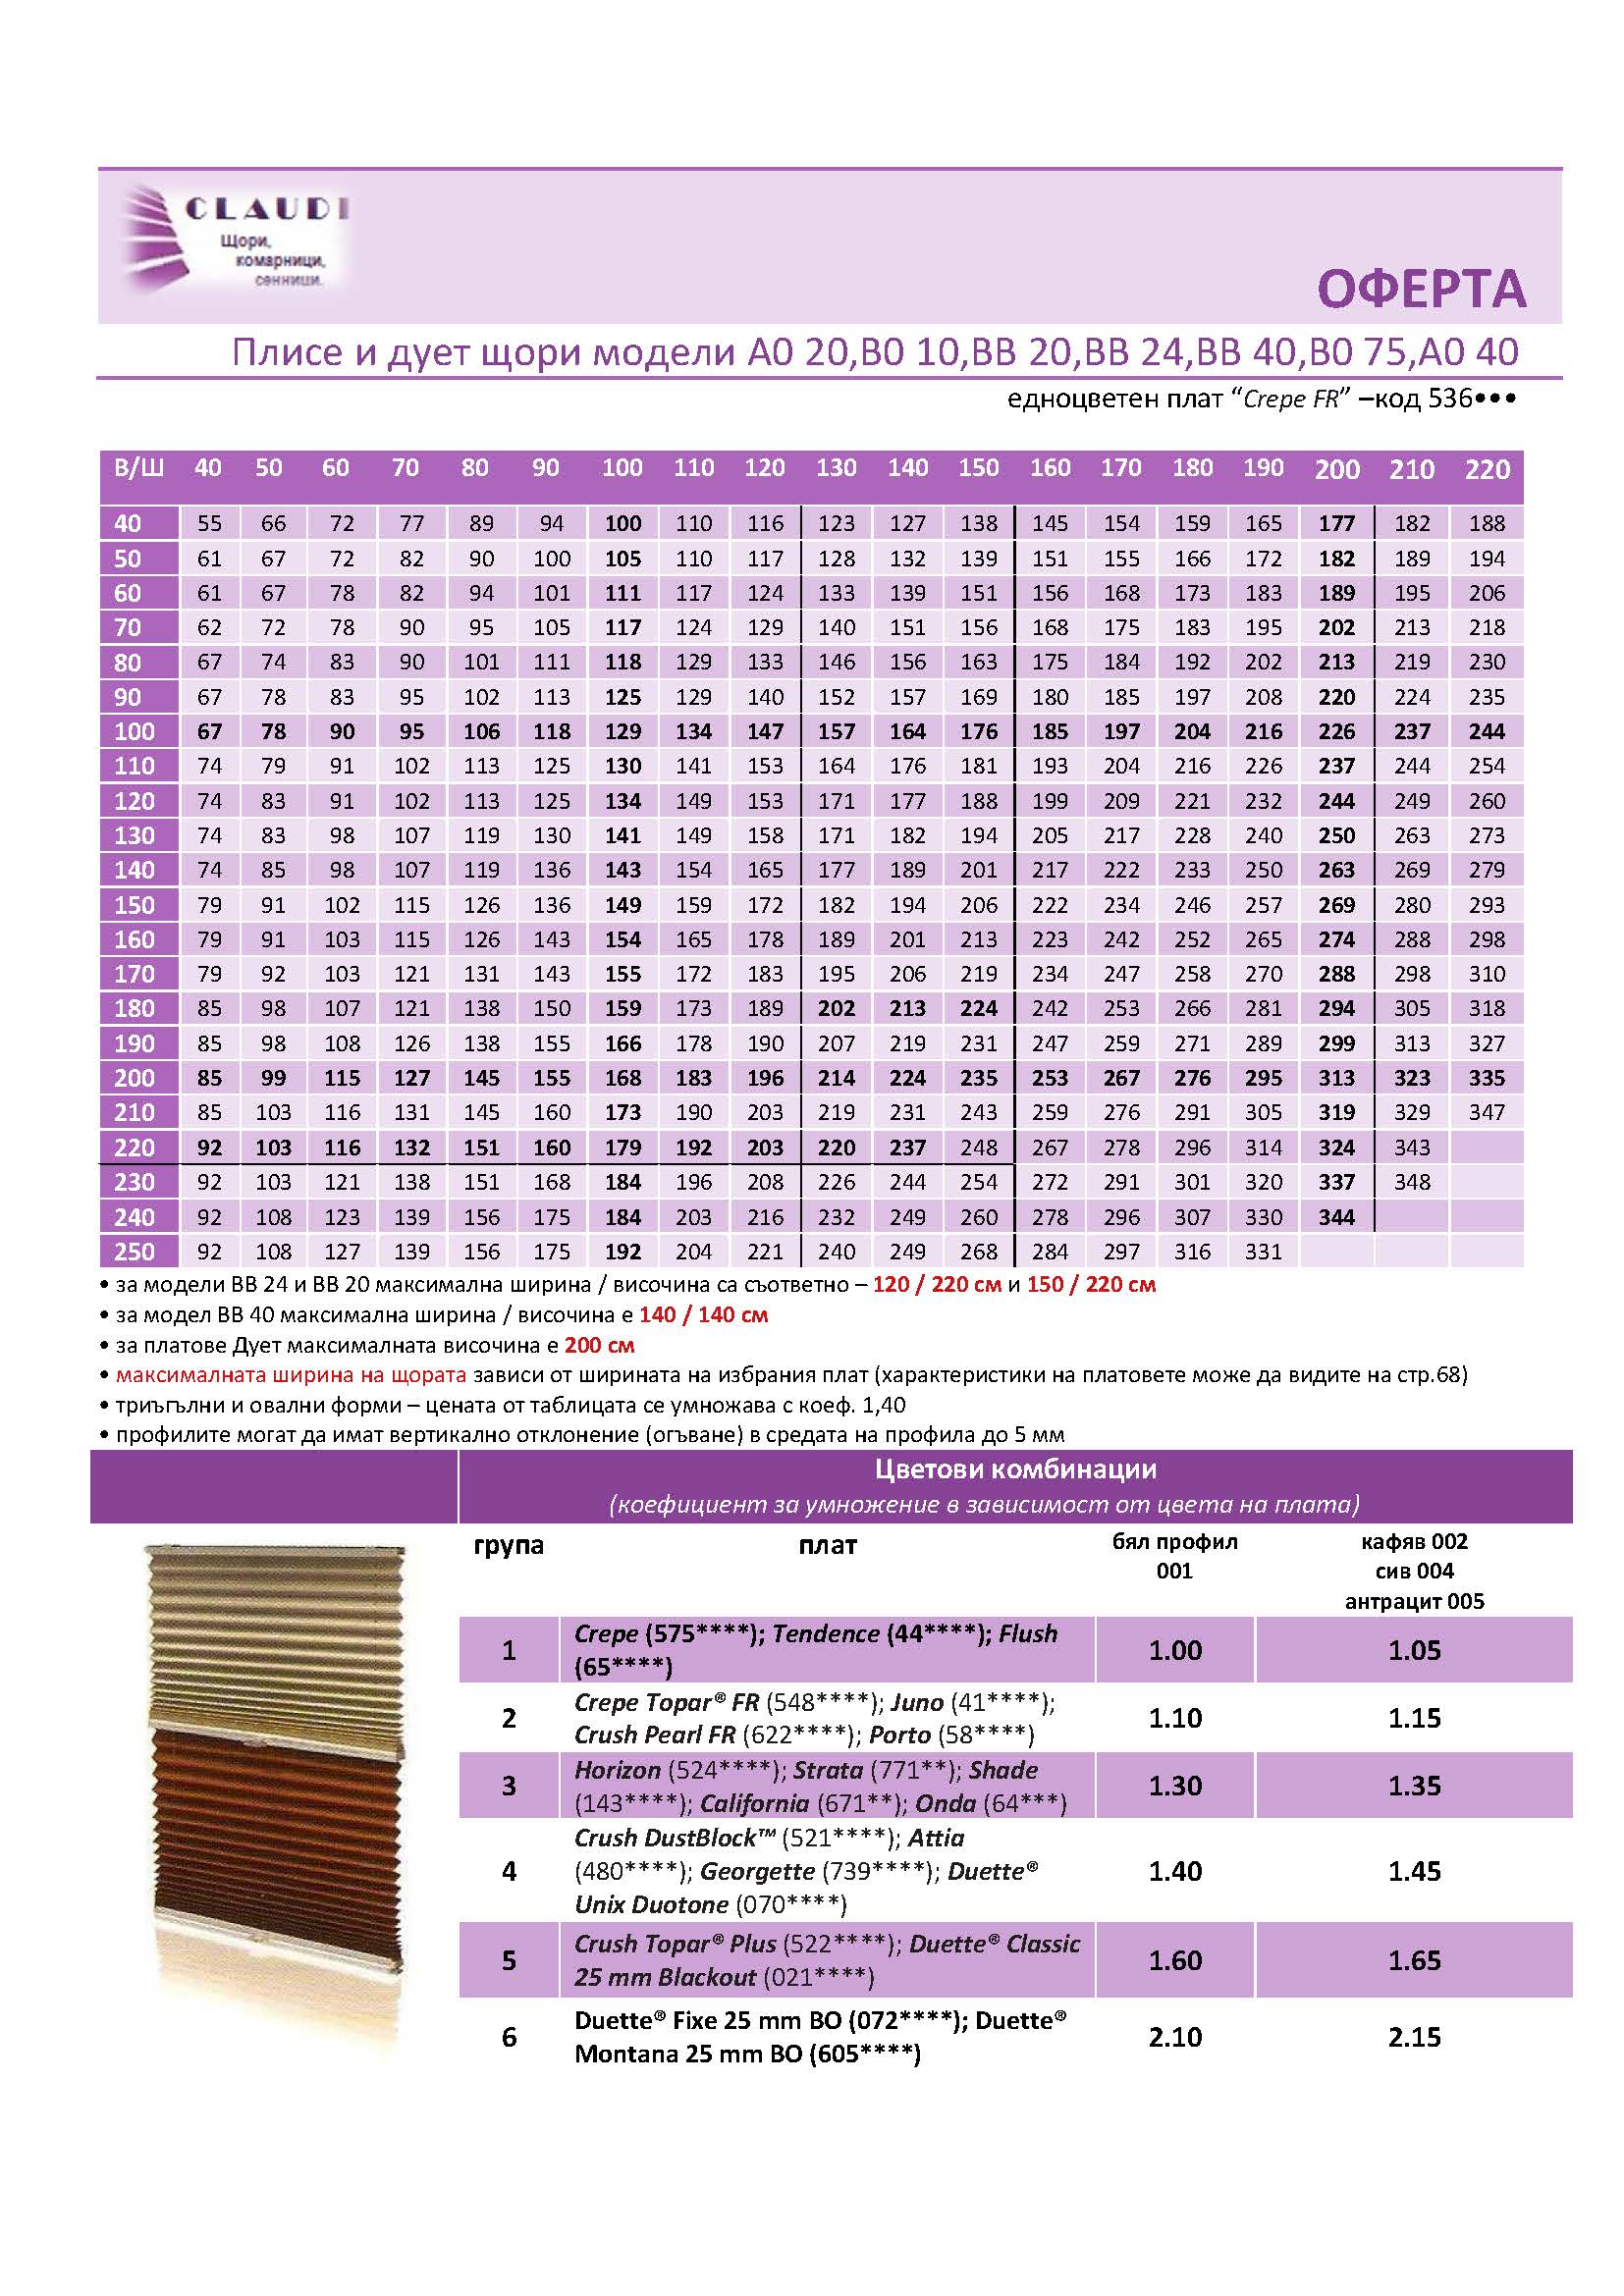 CLAUDI
Щори,
комарници,
сенници.
ОФЕРТА
Плисе и дует щори модели А0 20,В0 10,ВВ 20,ВВ 24,ВВ 40,В0 75,А0 40
едноцветен плат “Crepe FR” –код 536•••
В/Ш 40 50 60 70 80 90 100 110 120 130 140 150 160 170 180 190 200 210 220
40 55 66 72 77 89 94 100 110 116 123 127 138 145 154 159 165 177 182 188
50 61 67 72 82 90 100 105 110 117 128 132 139 151 155 166 172 182 189 194
60 61 67 78 82 94 101 111 117 124 133 139 151 156 168 173 183 189 195 206
70 62 72 78 90 95 105 117 124 129 140 151 156 168 175 183 195 202 213 218
80 67 74 83 90 101 111 118 129 133 146 156 163 175 184 192 202 213 219 230
90 67 78 83 95 102 113 125 129 140 152 157 169 180 185 197 208 220 224 235
100 67 78 90 95 106 118 129 134 147 157 164 176 185 197 204 216 226 237 244
110 74 79 91 102 113 125 130 141 153 164 176 181 193 204 216 226 237 244 254
120 74 83 91 102 113 125 134 149 153 171 177 188 199 209 221 232 244 249 260
130 74 83 98 107 119 130 141 149 158 171 182 194 205 217 228 240 250 263 273
140 74 85 98 107 119 136 143 154 165 177 189 201 217 222 233 250 263 269 279
150 79 91 102 115 126 136 149 159 172 182 194 206 222 234 246 257 269 280 293
160 79 91 103 115 126 143 154 165 178 189 201 213 223 242 252 265 274 288 298
170 79 92 103 121 131 143 155 172 183 195 206 219 234 247 258 270 288 298 310
180 85 98 107 121 138 150 159 173 189 202 213 224 242 253 266 281 294 305 318
190 85 98 108 126 138 155 166 178 190 207 219 231 247 259 271 289 299 313 327
200 85 99 115 127 145 155 168 183 196 214 224 235 253 267 276 295 313 323 335
210 85 103 116 131 145 160 173 190 203 219 231 243 259 276 291 305 319 329 347
220 92 103 116 132 151 160 179 192 203 220 237 248 267 278 296 314 324 343
230 92 103 121 138 151 168 184 196 208 226 244 254 272 291 301 320 337 348
240 92 108 123 139 156 175 184 203 216 232 249 260 278 296 307 330 344
250 92 108 127 139 156 175 192 204 221 240 249 268 284 297 316 331
• за модели ВВ 24 и ВВ 20 максимална ширина / височина са съответно – 120 / 220 см и 150 / 220 см
• за модел ВВ 40 максимална ширина / височина е 140 / 140 см
• за платове Дует максималната височина е 200 см
• максималната ширина на щората зависи от ширината на избрания плат (характеристики на платовете може да видите на стр.68)
• триъгълни и овални форми – цената от таблицата се умножава с коеф. 1,40
• профилите могат да имат вертикално отклонение (огъване) в средата на профила до 5 мм
Цветови комбинации
(коефициент за умножение в зависимост от цвета на плата)
група плат бял профил кафяв 002
001 сив 004
антрацит 005
Crepe (575****); Tendence (44****); Flush
1 1.00 1.05
(65****)
Crepe Topar® FR (548****); Juno (41****);
2 1.10 1.15
Crush Pearl FR (622****); Porto (58****)
Horizon (524****); Strata (771**); Shade
3 1.30 1.35
(143****); California (671**); Onda (64***)
Crush DustBlock™ (521****); Attia
4 (480****); Georgette (739****); Duette® 1.40 1.45
Unix Duotone (070****)
Crush Topar® Plus (522****); Duette® Classic
5 1.60 1.65
25 mm Blackout (021****)
Duette® Fixe 25 mm BO (072****); Duette®
6 2.10 2.15
Montana 25 mm BO (605****)